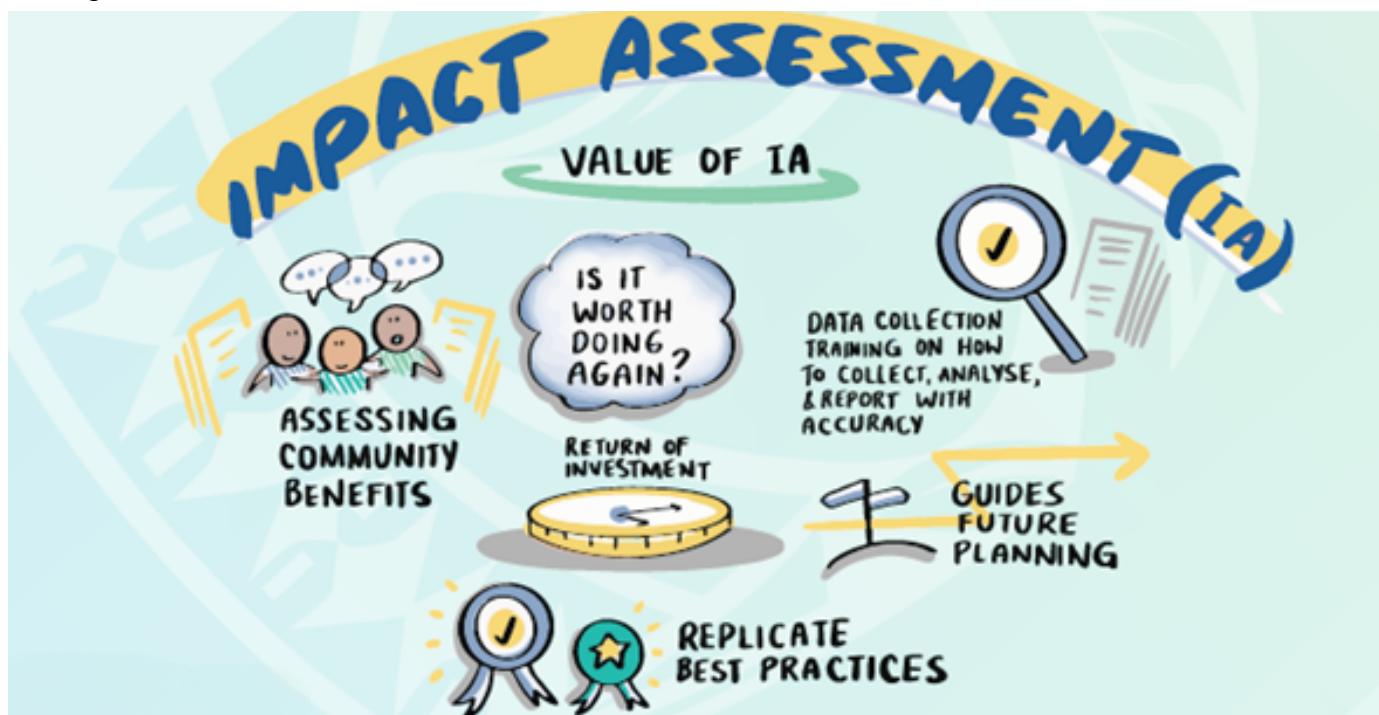 IMPACT ASSESSMENT (IA)
VALUE OF IA
ASSESSING
COMMUNITY
BENEFITS
IS IT
WORTH
DOING
AGAIN?
RETURN OF
INVESTMENT
DATA COLLECTION
TRAINING ON HOW
TO COLLECT, ANALYSE,
& REPORT WITH
ACCURACY
GUIDES
FUTURE
PLANNING
REPLICATE
BEST PRACTICES